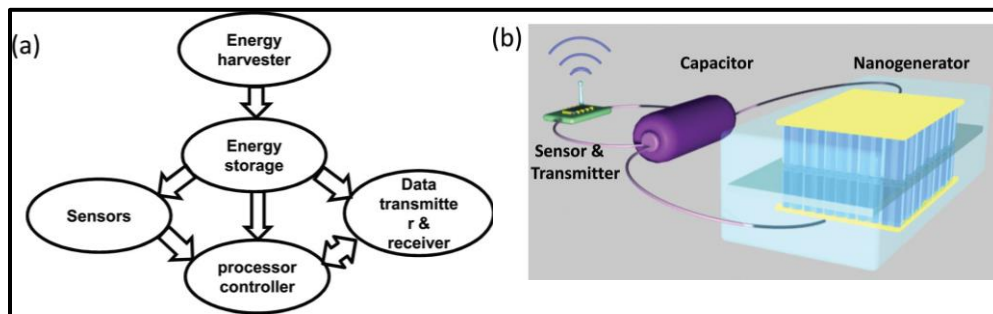 (a)
Energy
harvester
Energy
storage
Sensors
Data
transmitte
r &
receiver
processor
controller
(b)
Capacitor
Nanogenerator
Sensor &
Transmitter